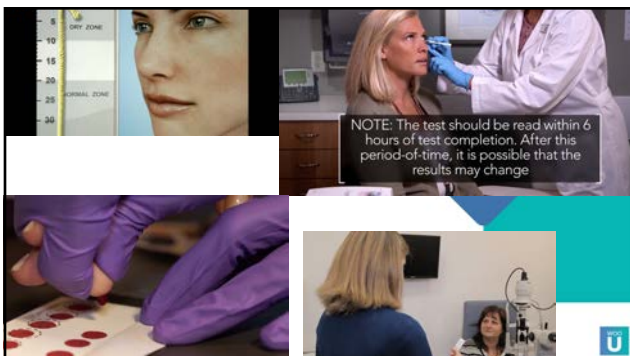 5
DRY ZONE
10
15
20
NORMAL ZONE
25
30
NOTE: The test should be read within 6
hours of test completion. After this
period-of-time, it is possible that the
results may change
WOO
U